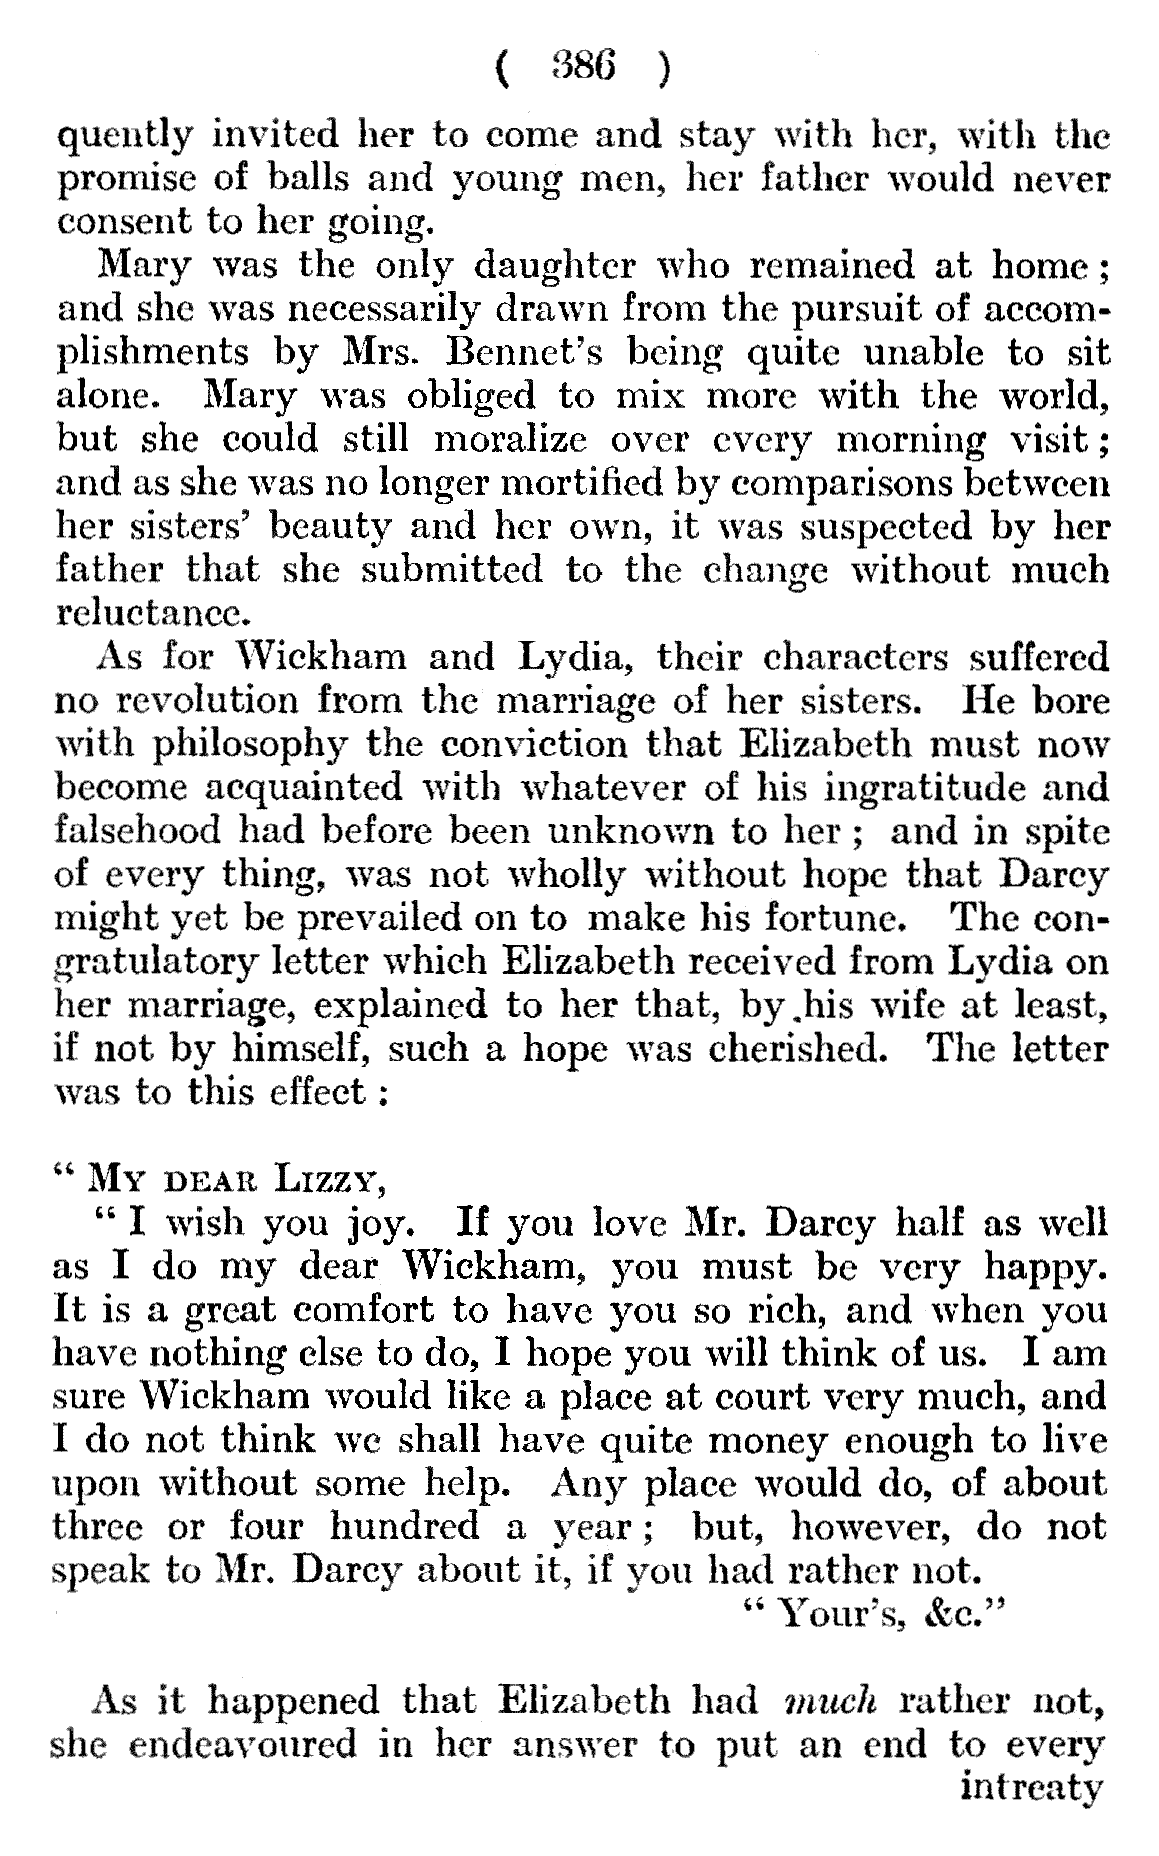 ( 386 )
quently invited her to come and stay with her, with the
promise of balls and young men, her father would never
consent to her going.
Mary was the only daughter who remained at home ;
and she was necessarily drawn from the pursuit of accom-
plishments by Mrs. Bennet's being quite unable to sit
alone. Mary was obliged to mix more with the world,
but she could still moralize over every morning visit ;
and as she was no longer mortified by comparisons between
her sisters' beauty and her own, it was suspected by her
father that she submitted to the change without much
reluctance.
As for Wickham and Lydia, their characters suffered
no revolution from the marriage of her sisters. He bore
with philosophy the conviction that Elizabeth must now
become acquainted with whatever of his ingratitude and
falsehood had before been unknown to her ; and in spite
of every thing, was not wholly without hope that Darcy
might yet be prevailed on to make his fortune. The con-
gratulatory letter which Elizabeth received from Lydia on
her marriage, explained to her that, by his wife at least,
if not by himself, such a hope was cherished. The letter
was to this effect :
“ MY DEAR LIZZY,
“ I wish you joy. If you love Mr. Darcy half as well
as I do my dear Wickham, you must be very happy.
It is a great comfort to have you so rich, and when you
have nothing else to do, I hope you will think of us. I am
sure Wickham would like a place at court very much, and
I do not think we shall have quite money enough to live
upon without some help. Any place would do, of about
three or four hundred a year ; but, however, do not
speak to Mr. Darcy about it, if you had rather not.
“ Your's, &c.”
As it happened that Elizabeth had much rather not,
she endeavoured in her answer to put an end to every
intreaty